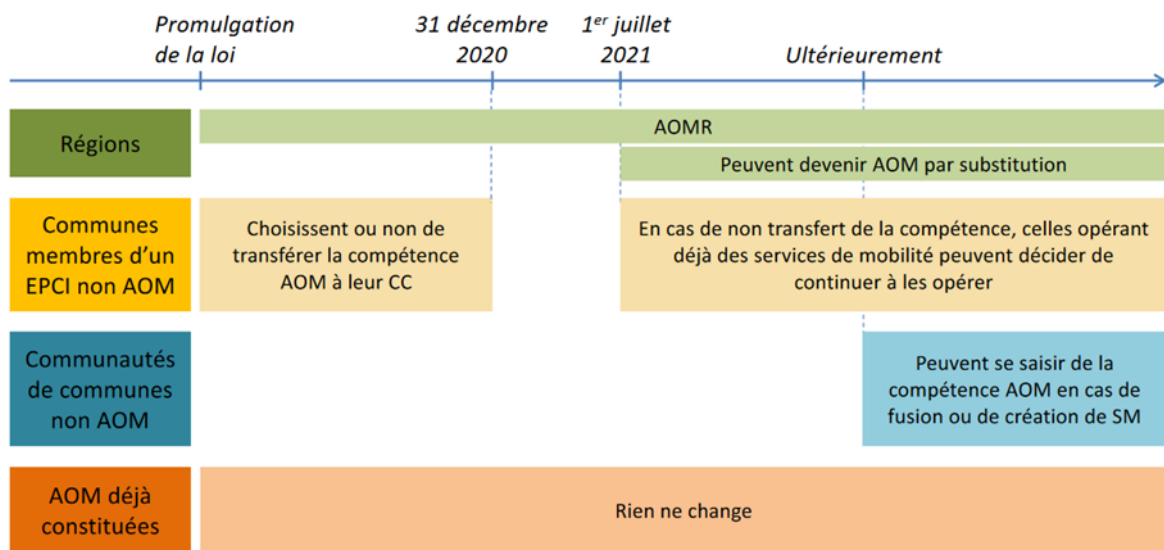 Promulgation
de la loi
31 décembre
2020
1er juillet
2021
Ultérieurement
Régions
AOMR
Peuvent devenir AOM par substitution
Communes
membres d’un
EPCI non AOM
Choisissent ou non de
transférer la compétence
AOM à leur CC
En cas de non transfert de la compétence, celles opérant
déjà des services de mobilité peuvent décider de
continuer à les opérer
Communautés
de communes
non AOM
Peuvent se saisir de la
compétence AOM en cas de
fusion ou de création de SM
AOM déjà
constituées
Rien ne change